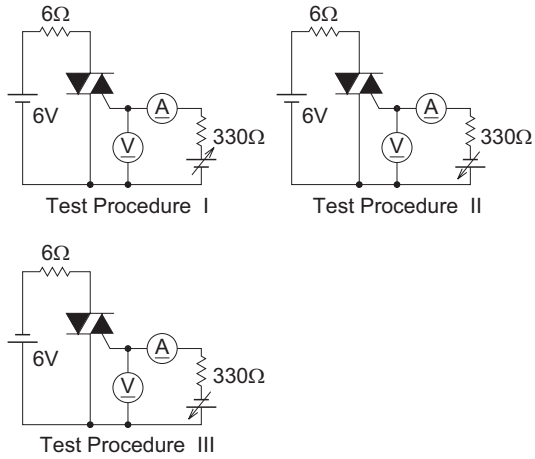 6Ω
6V
A
V
330Ω
Test Procedure I
6Ω
6V
A
V
330Ω
Test Procedure II
6Ω
6V
A
V
330Ω
Test Procedure III